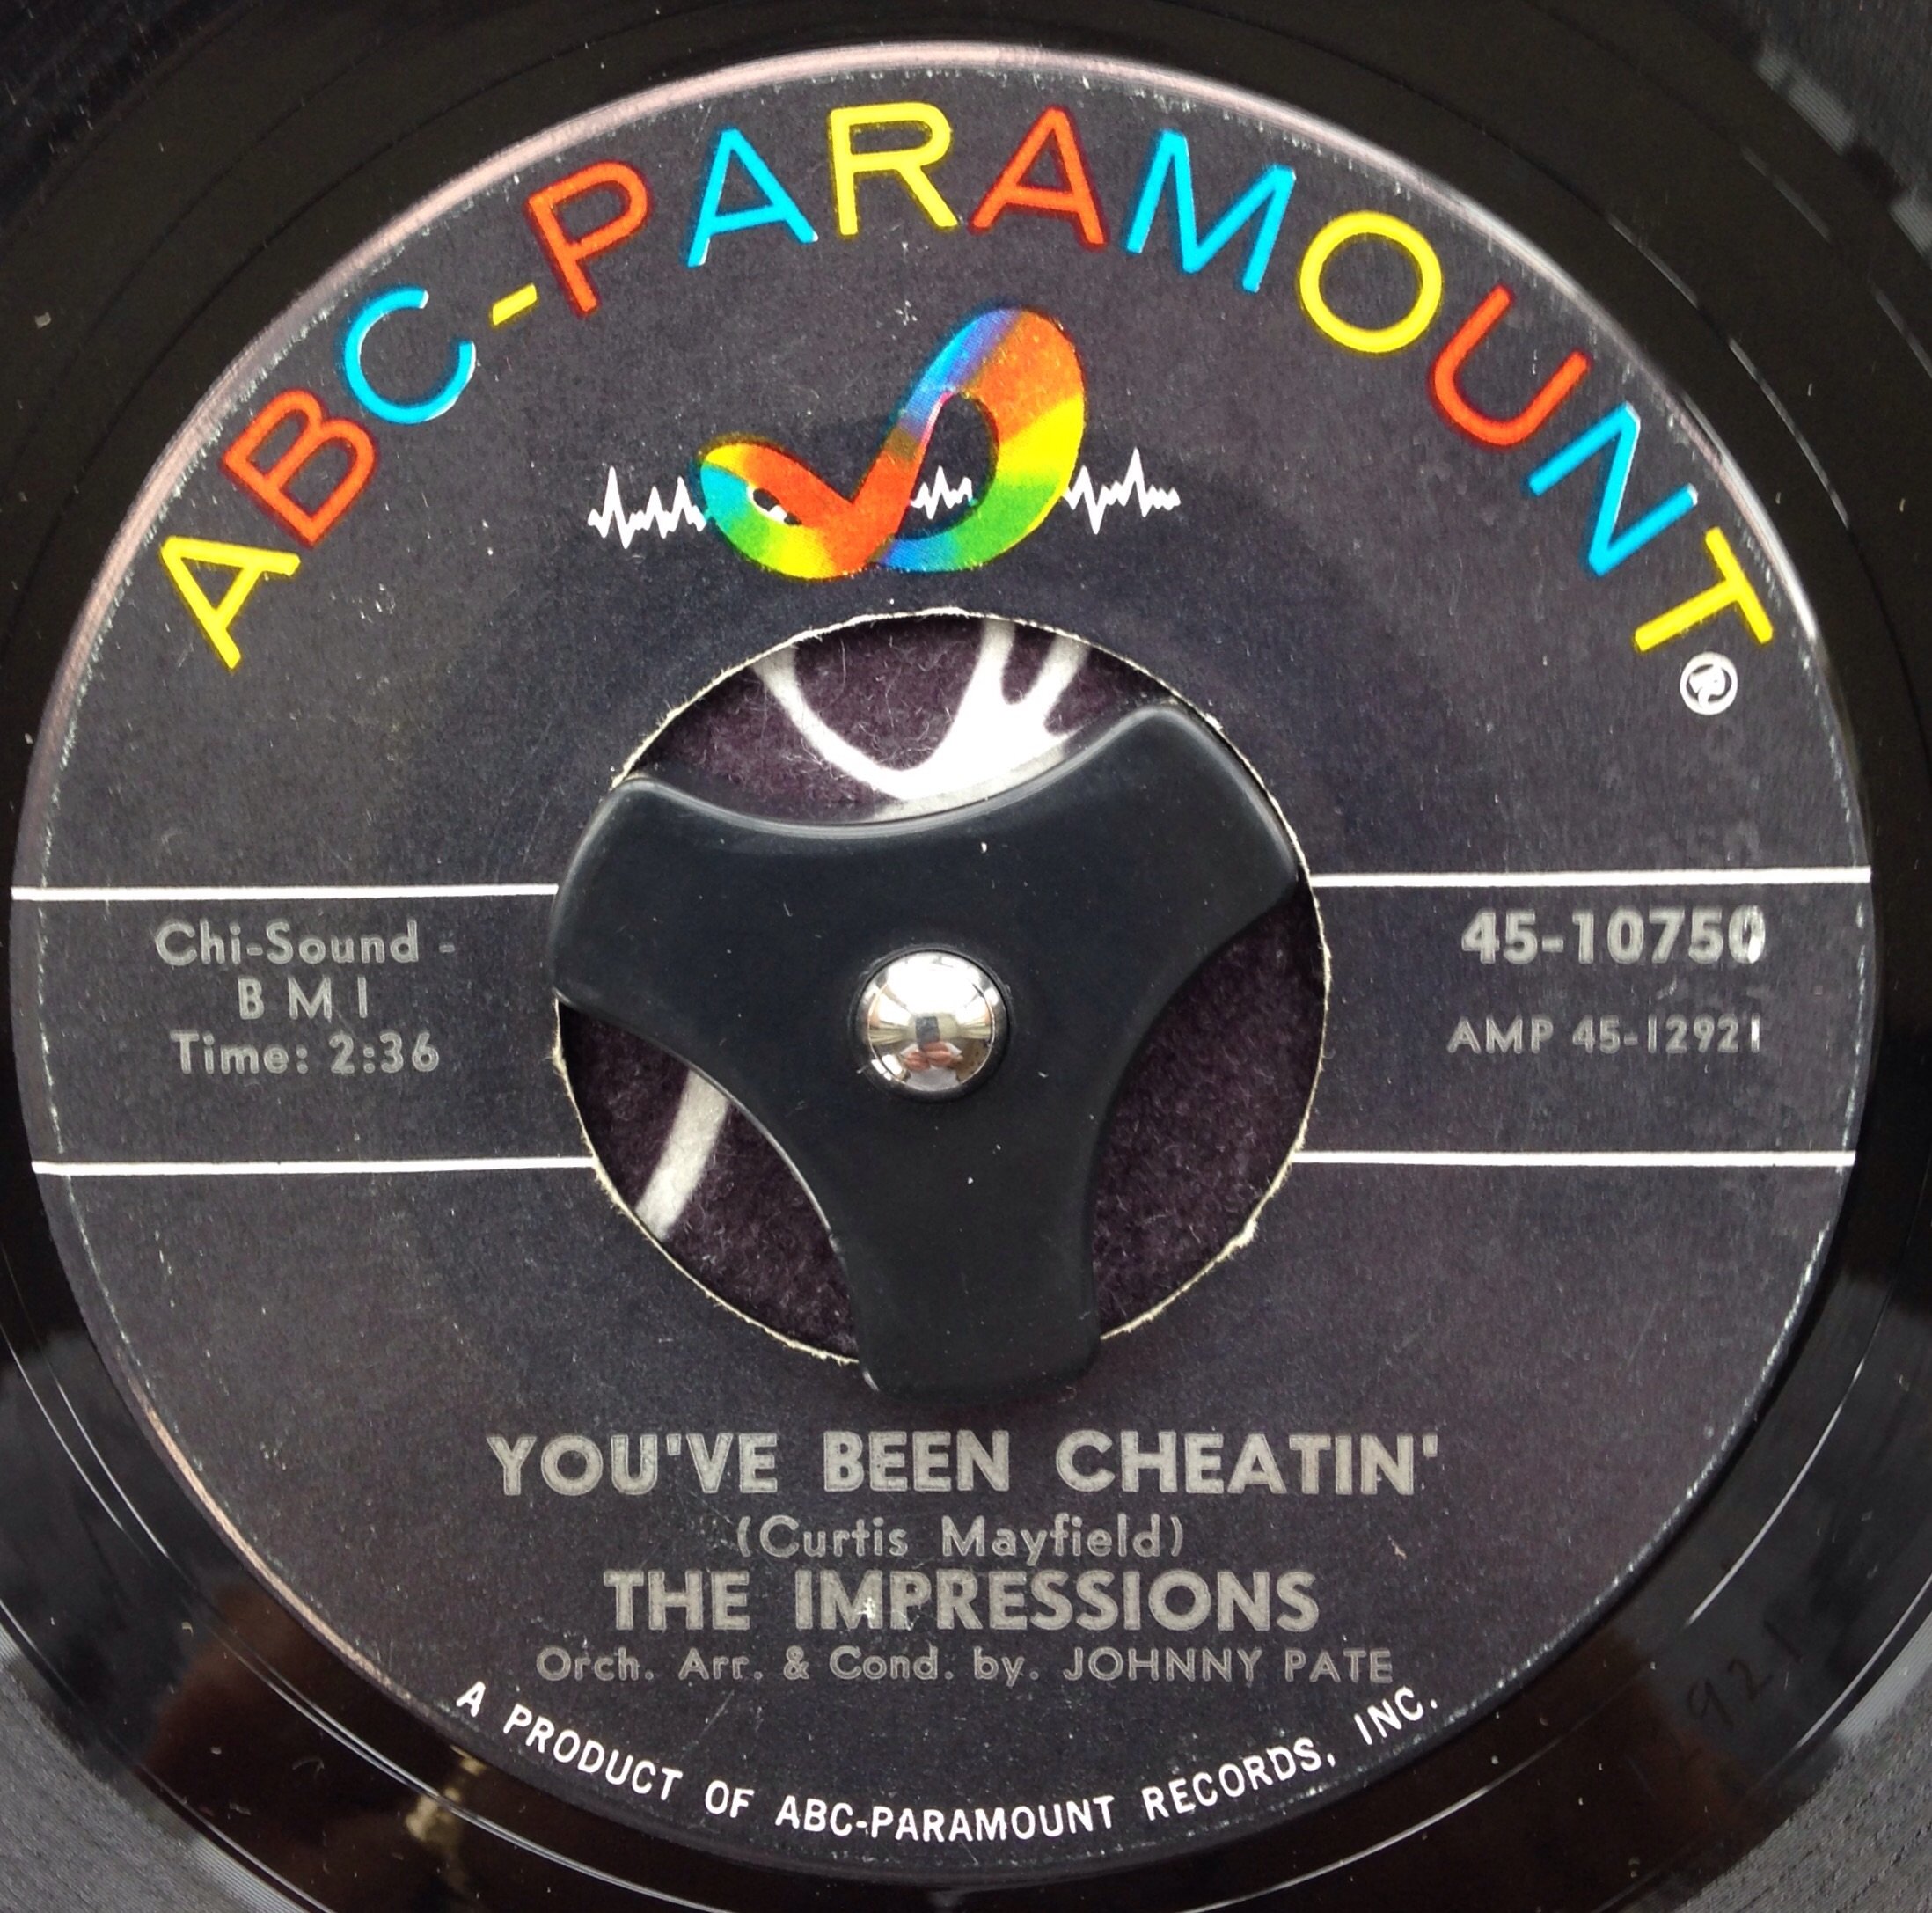 ABC-PARAMOUNT®
Chi-Sound -
B M I
Time: 2:36
45-10750
AMP 45-12921
YOU'VE BEEN CHEATIN'
(Curtis Mayfield)
THE IMPRESSIONS
Orch. Arr. & Cond. by. JOHNNY PATE
A PRODUCT OF ABC-PARAMOUNT RECORDS, INC.
921